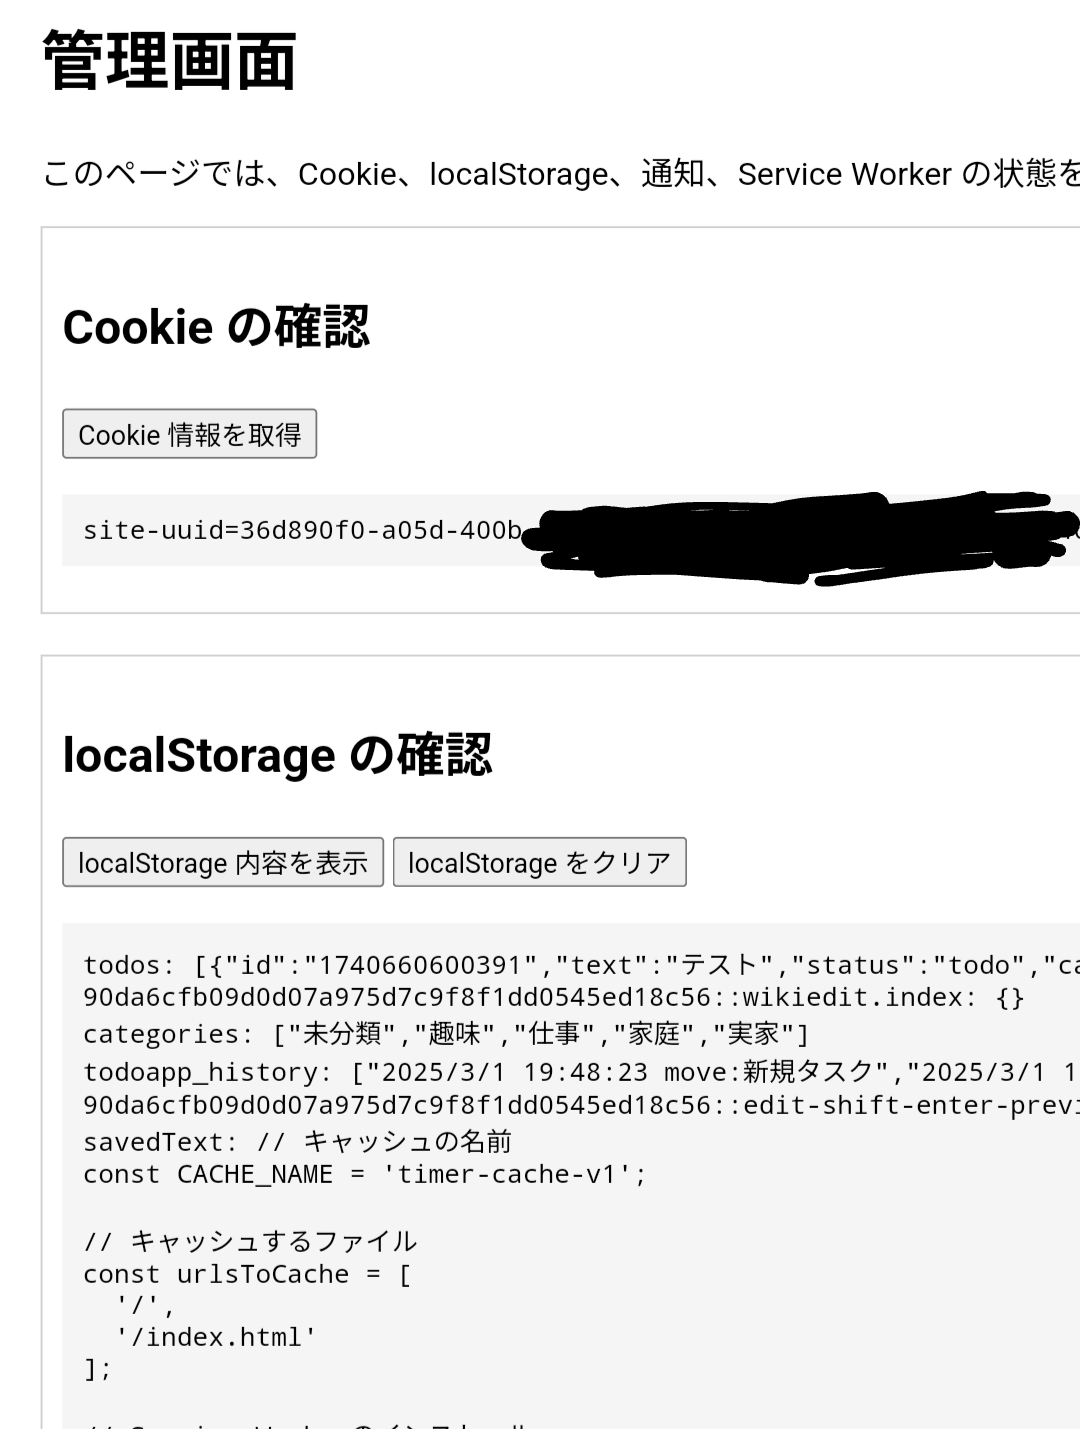 管理画面
このページでは、Cookie、localStorage、通知、Service Worker の状態を
Cookie の確認
Cookie 情報を取得
site-uuid=36d890f0-a05d-400b
localStorage の確認
localStorage 内容を表示 localStorage をクリア
todos: [{"id":"1740660600391","text":"テスト","status":"todo","ca
90da6cfb09d0d07a975d7c9f8f1dd0545ed18c56::wikiedit.index: {}
categories: ["未分類","趣味","仕事","家庭","実家"]
todoapp_history: ["2025/3/1 19:48:23 move:新規タスク","2025/3/1 1
90da6cfb09d0d07a975d7c9f8f1dd0545ed18c56::edit-shift-enter-previ
savedText: // キャッシュの名前
const CACHE_NAME = 'timer-cache-v1';
// キャッシュするファイル
const urlsToCache = [
'/',
'/index.html'
];